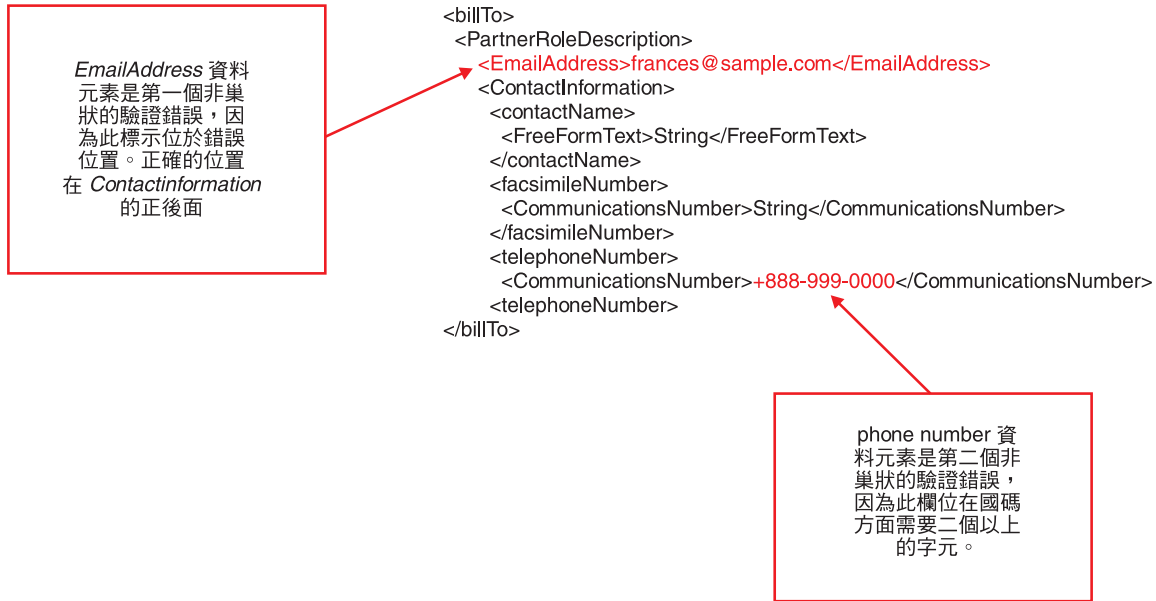 <billTo>
<PartnerRoleDescription>
<EmailAddress>frances@sample.com</EmailAddress>
<ContactInformation>
<contactName>
<FreeFormText>String</FreeFormText>
</contactName>
<facsimileNumber>
<CommunicationsNumber>String</CommunicationsNumber>
</facsimileNumber>
<telephoneNumber>
<CommunicationsNumber>+888-999-0000</CommunicationsNumber>
<telephoneNumber>
</billTo>
EmailAddress 資料
元素是第一個非巢
狀的驗證錯誤，因
為此標示位於錯誤
位置。正確的位置
在 Contactinformation
的正後面
phone number 資
料元素是第二個非
巢狀的驗證錯誤，
因為此欄位在國碼
方面需要二個以上
的字元。